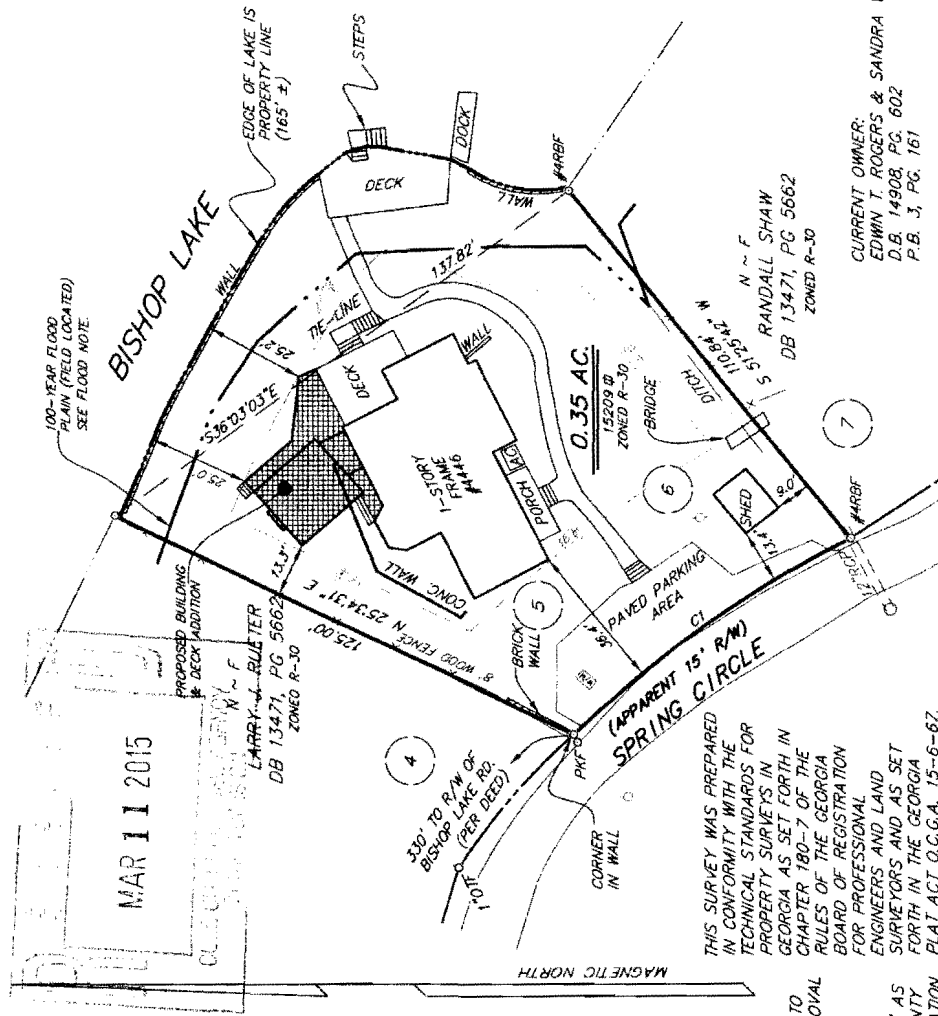 100-YEAR FLOOD
PLAIN (FIELD LOCATED)
SEE FLOOD NOTE.
BISHOP LAKE
EDGE OF LAKE IS
PROPERTY LINE
(165' ±)
STEPS
WALL
DECK
DOCK
WALL
#4RBF
137.82'
TIE-LINE
25.2'
"S36°03'03"E
25.0'
DECK
WALL
1-STORY
FRAME
#4446
AC
PORCH
0.35 AC.
15209
ZONED R-30
BRIDGE
DITCH
110.84'
S 51°25'42" W
N ~ F
RANDALL SHAW
DB 13471, PG 5662
ZONED R-30
CURRENT OWNER:
EDWIN T. ROGERS & SANDRA
D.B. 14908, PG. 602
P.B. 3, PG. 161
7
6
SHED
9.0'
13.4'
#4RBF
PAVED PARKING
AREA
C1
(APPARENT 15' R/W)
SPRING CIRCLE
36.4'
5
BRICK
WALL
CONC. WALL
8' WOOD FENCE
N 25°34'31" E
125.00'
13.3'
PROPOSED BUILDING
& DECK ADDITION
N ~ F
LARRY J. RUETER
DB 13471, PG 5662
ZONED R-30
MAR 11 2015
4
330' TO R/W OF
BISHOP LAKE RD.
(PER DEED)
PKF
CORNER
IN WALL
MAGNETIC NORTH
THIS SURVEY WAS PREPARED
IN CONFORMITY WITH THE
TECHNICAL STANDARDS FOR
PROPERTY SURVEYS IN
GEORGIA AS SET FORTH IN
CHAPTER 180-7 OF THE
RULES OF THE GEORGIA
BOARD OF REGISTRATION
FOR PROFESSIONAL
ENGINEERS AND LAND
SURVEYORS AND AS SET
FORTH IN THE GEORGIA
PLAT ACT O.C.G.A. 15-6-67.
TO
AS